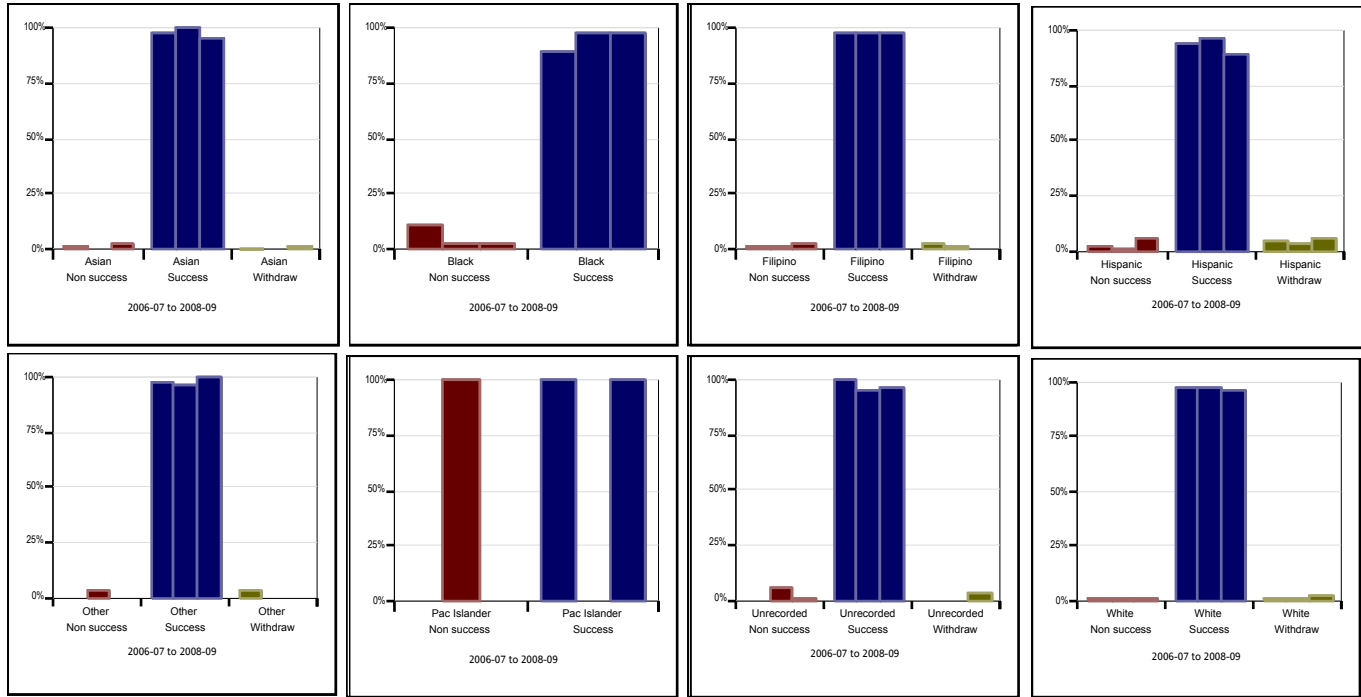 100%
75%
50%
25%
0%
Asian Asian Asian
Non success Success Withdraw
2006-07 to 2008-09
100%
75%
50%
25%
0%
Black Black
Non success Success
2006-07 to 2008-09
100%
75%
50%
25%
0%
Filipino Filipino Filipino
Non success Success Withdraw
2006-07 to 2008-09
100%
75%
50%
25%
0%
Hispanic Hispanic Hispanic
Non success Success Withdraw
2006-07 to 2008-09
100%
75%
50%
25%
0%
Other Other Other
Non success Success Withdraw
2006-07 to 2008-09
100%
75%
50%
25%
0%
Pac Islander Pac Islander
Non success Success
2006-07 to 2008-09
100%
75%
50%
25%
0%
Unrecorded Unrecorded Unrecorded
Non success Success Withdraw
2006-07 to 2008-09
100%
75%
50%
25%
0%
White White White
Non success Success Withdraw
2006-07 to 2008-09